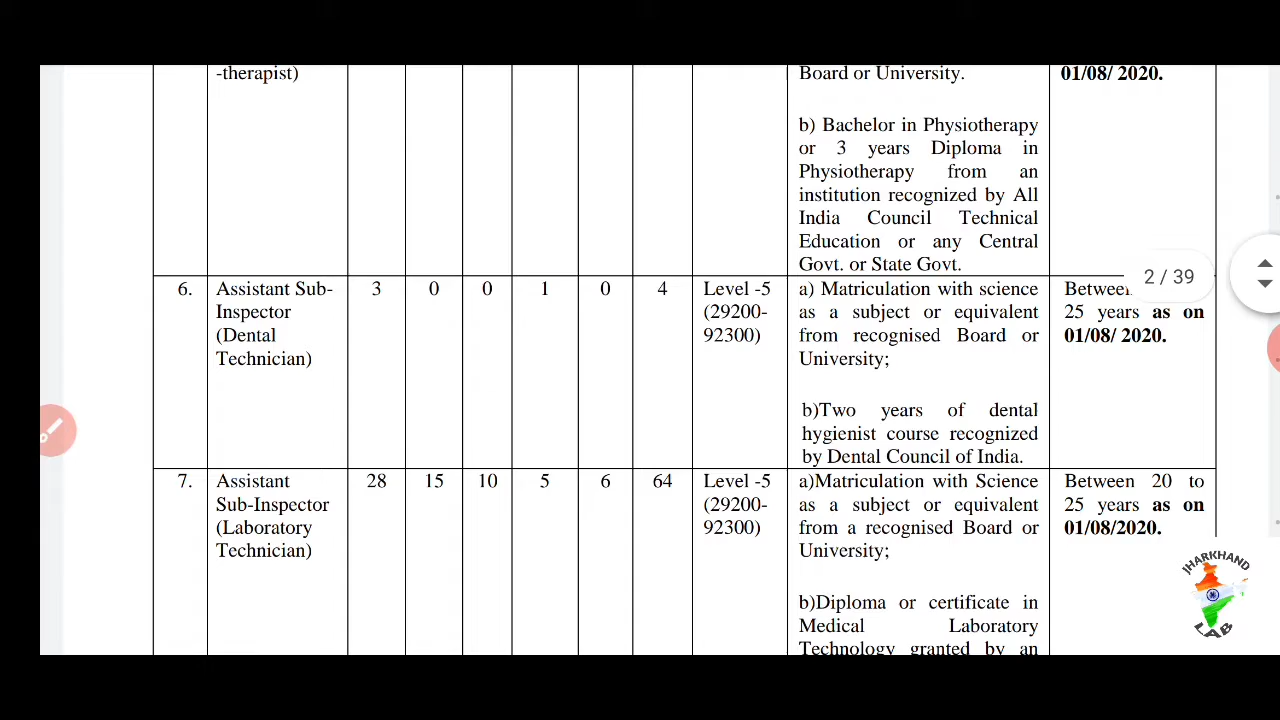 -therapist)
Board or University.
01/08/ 2020.
b) Bachelor in Physiotherapy
or 3 years Diploma in
Physiotherapy from an
institution recognized by All
India Council Technical
Education or any Central
Govt. or State Govt.
6.
Assistant Sub-
Inspector
(Dental
Technician)
3 0 0 1 0 4
Level -5
(29200-
92300)
a) Matriculation with science
as a subject or equivalent
from recognised Board or
University;
b)Two years of dental
hygienist course recognized
by Dental Council of India.
25 years as on
01/08/ 2020.
2 / 39
7.
Assistant
Sub-Inspector
(Laboratory
Technician)
28 15 10 5 6 64
Level -5
(29200-
92300)
a)Matriculation with Science
as a subject or equivalent
from a recognised Board or
University;
b)Diploma or certificate in
Medical Laboratory
Technology granted by an
Between 20 to
25 years as on
01/08/2020.
JHARKHAND
LAB